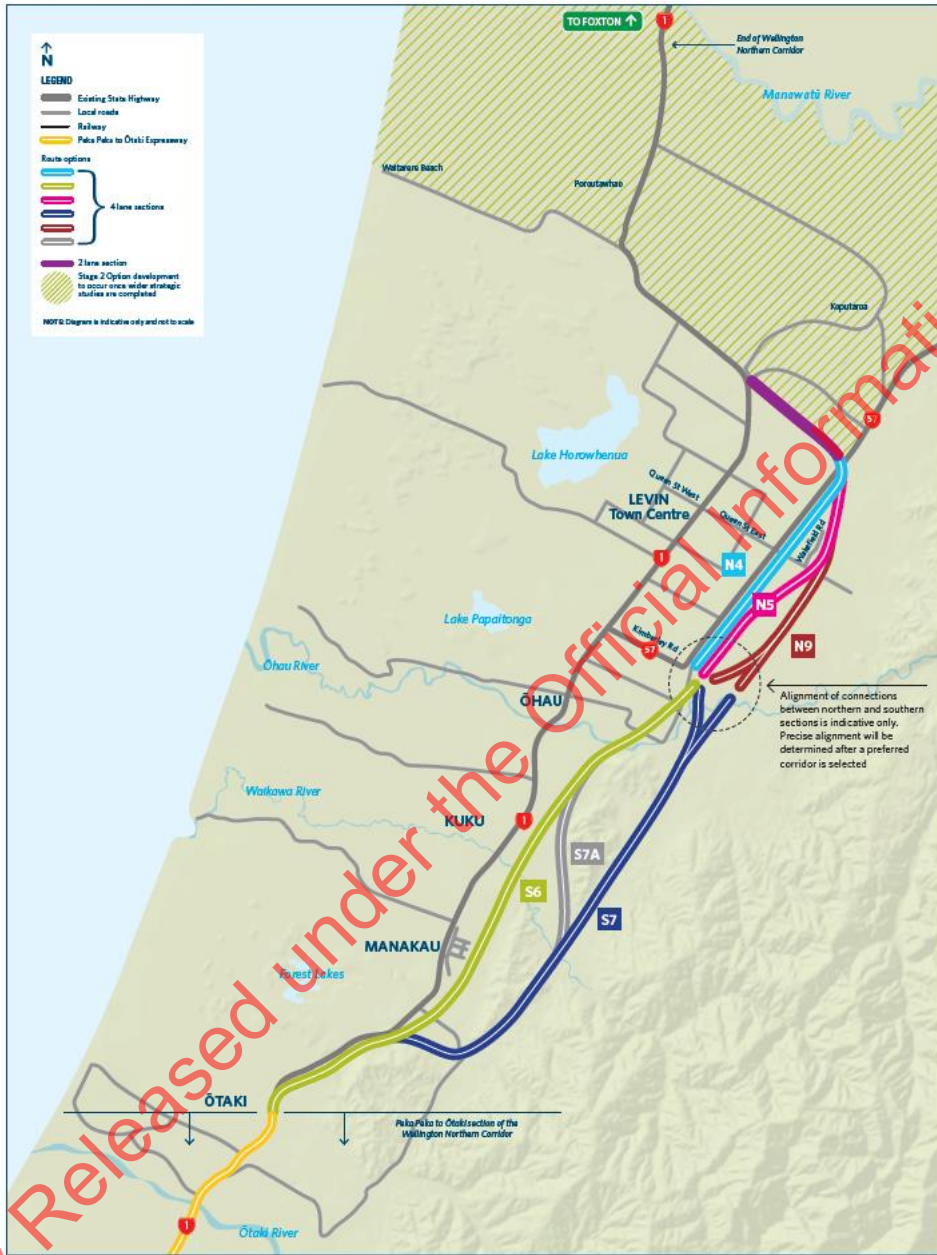 N
LEGEND
Existing State Highway
Local roads
Railway
Peka Peka to Ōtaki Expressway
Route options
4 lane sections
2 lane section
Stage 2 Option development
to occur once wider strategic
studies are completed
NOTE: Diagram is indicative only and not to scale
TO FOXTON
1
End of Wellington
Northern Corridor
Manawatū River
Waitarere Beach
Poroutawhao
Koputaroa
57
Lake Horowhenua
Queen St West
LEVIN
Town Centre
Queen St East
Wakefield Rd
N4
1
N5
Lake Papaitonga
Kimberley Rd
57
N9
Ōhau River
ŌHAU
Alignment of connections
between northern and southern
sections is indicative only.
Precise alignment will be
determined after a preferred
corridor is selected
Waikawa River
KUKU
1
S7A
S6
S7
MANAKAU
Forest Lakes
ŌTAKI
Peka Peka to Ōtaki section of the
Wellington Northern Corridor
1
Ōtaki River
Released under the Official Informati